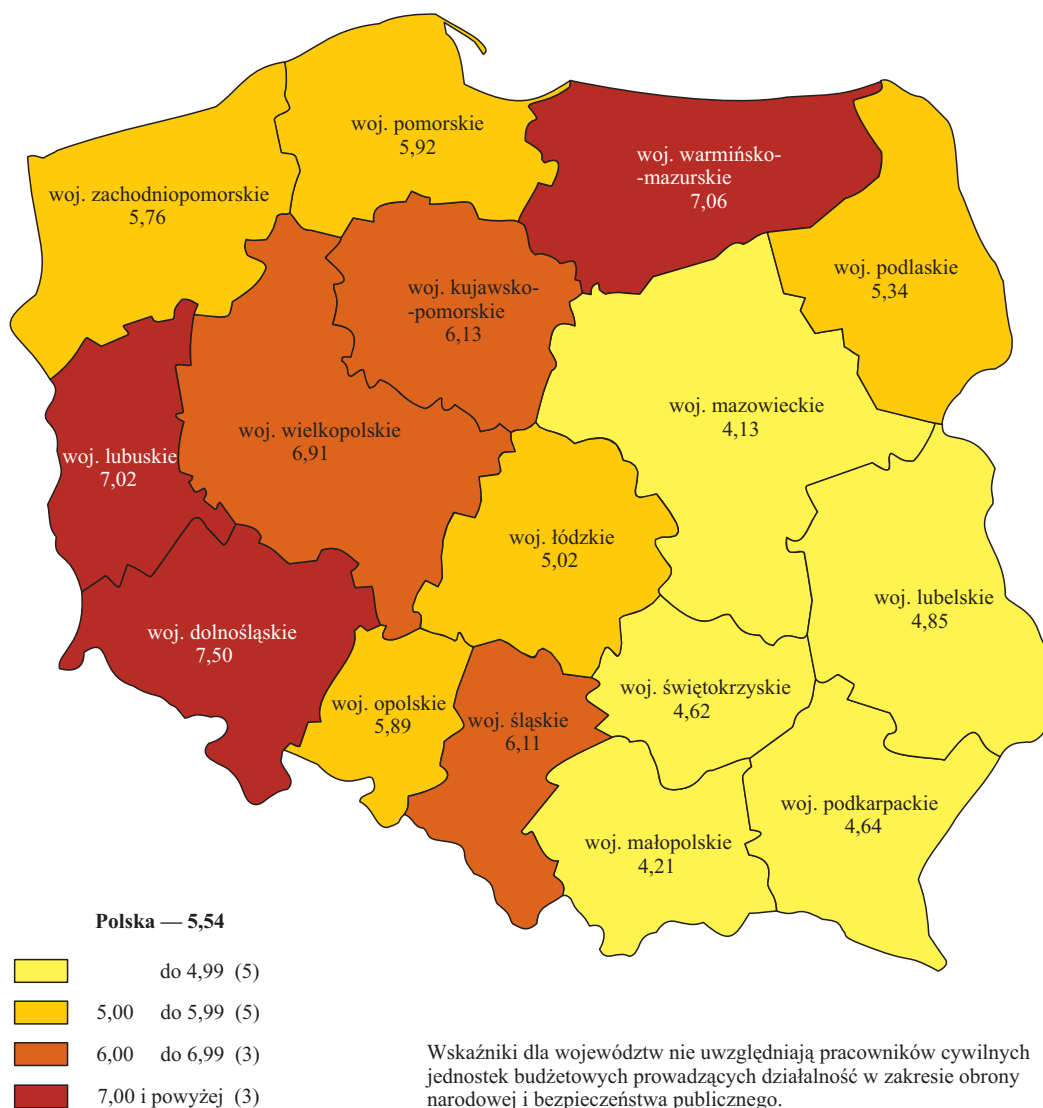 woj. pomorskie
5,92
woj. warmińsko-
-mazurskie
7,06
woj. zachodniopomorskie
5,76
woj. podlaskie
5,34
woj. kujawsko-
-pomorskie
6,13
woj. mazowieckie
4,13
woj. wielkopolskie
6,91
woj. lubuskie
7,02
woj. łódzkie
5,02
woj. lubelskie
4,85
woj. dolnośląskie
7,50
woj. świętokrzyskie
4,62
woj. opolskie
5,89
woj. śląskie
6,11
woj. podkarpackie
4,64
woj. małopolskie
4,21
Polska — 5,54
do 4,99 (5)
5,00 do 5,99 (5)
6,00 do 6,99 (3)
7,00 i powyżej (3)
Wskaźniki dla województw nie uwzględniają pracowników cywilnych
jednostek budżetowych prowadzących działalność w zakresie obrony
narodowej i bezpieczeństwa publicznego.